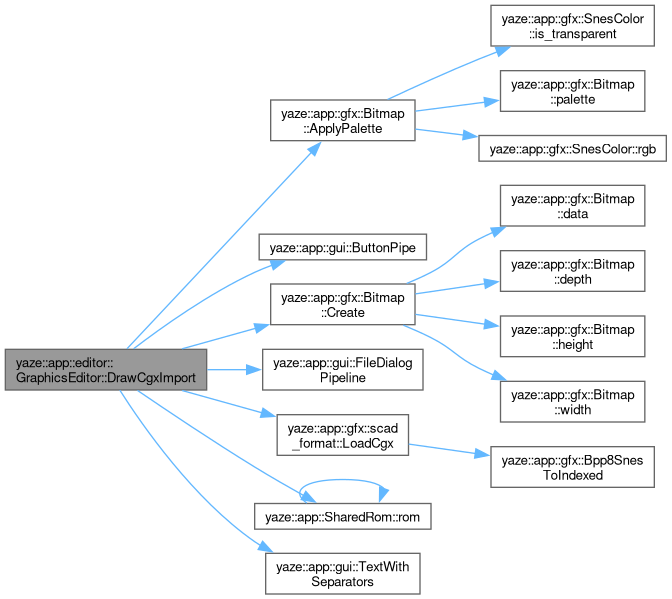 yaze::app::gfx::SnesColor
::is_transparent
yaze::app::gfx::Bitmap
::palette
yaze::app::gfx::Bitmap
::ApplyPalette
yaze::app::gfx::SnesColor::rgb
yaze::app::gfx::Bitmap
::data
yaze::app::gui::ButtonPipe
yaze::app::gfx::Bitmap
::depth
yaze::app::gfx::Bitmap
::Create
yaze::app::gfx::Bitmap
::height
yaze::app::editor::
GraphicsEditor::DrawCgxImport
yaze::app::gui::FileDialog
Pipeline
yaze::app::gfx::Bitmap
::width
yaze::app::gfx::scad
_format::LoadCgx
yaze::app::gfx::Bpp8Snes
ToIndexed
yaze::app::SharedRom::rom
yaze::app::gui::TextWith
Separators